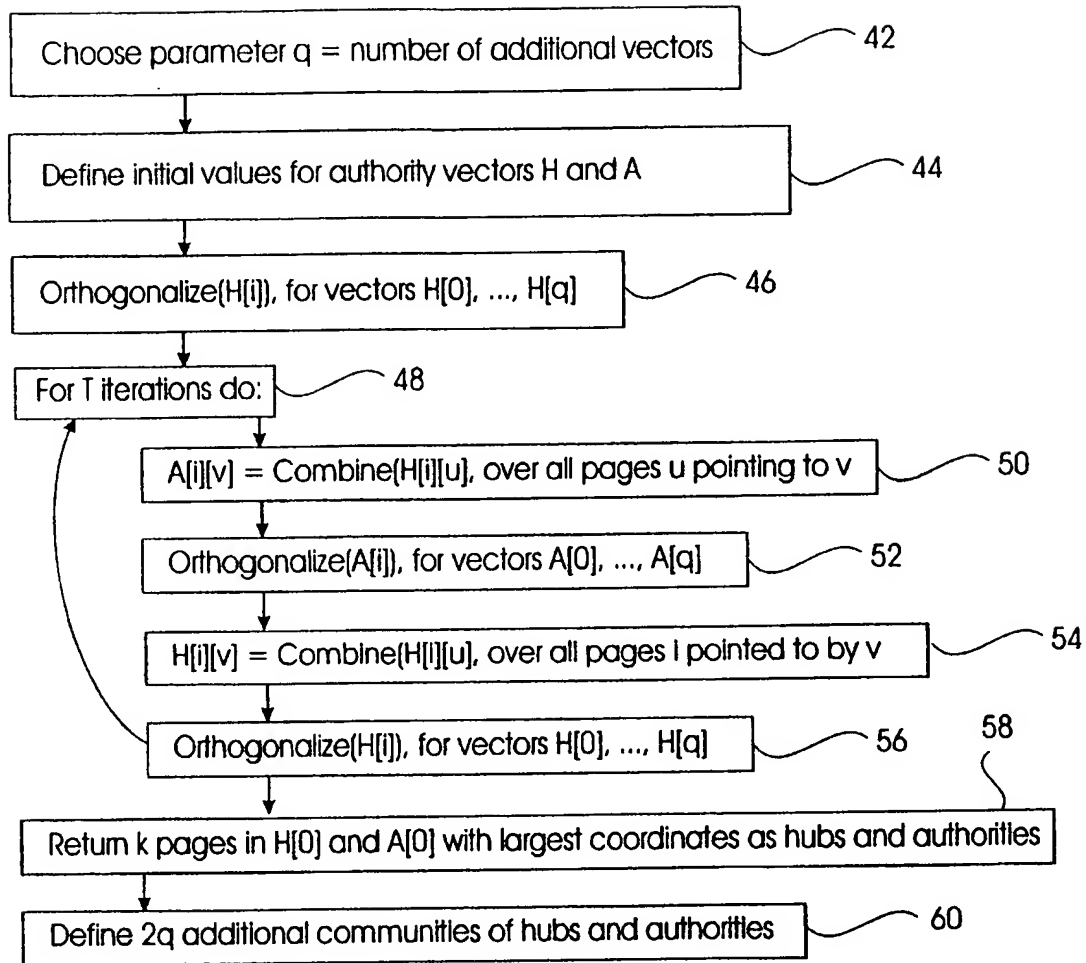 Choose parameter q = number of additional vectors
42
Define initial values for authority vectors H and A
44
Orthogonalize(H[i]), for vectors H[0], ..., H[q]
46
For T iterations do:
48
A[i][v] = Combine(H[i][u], over all pages u pointing to v
50
Orthogonalize(A[i]), for vectors A[0], ..., A[q]
52
H[i][v] = Combine(H[i][u], over all pages l pointed to by v
54
Orthogonalize(H[i]), for vectors H[0], ..., H[q]
56
58
Return k pages in H[0] and A[0] with largest coordinates as hubs and authorities
Define 2q additional communities of hubs and authorities
60